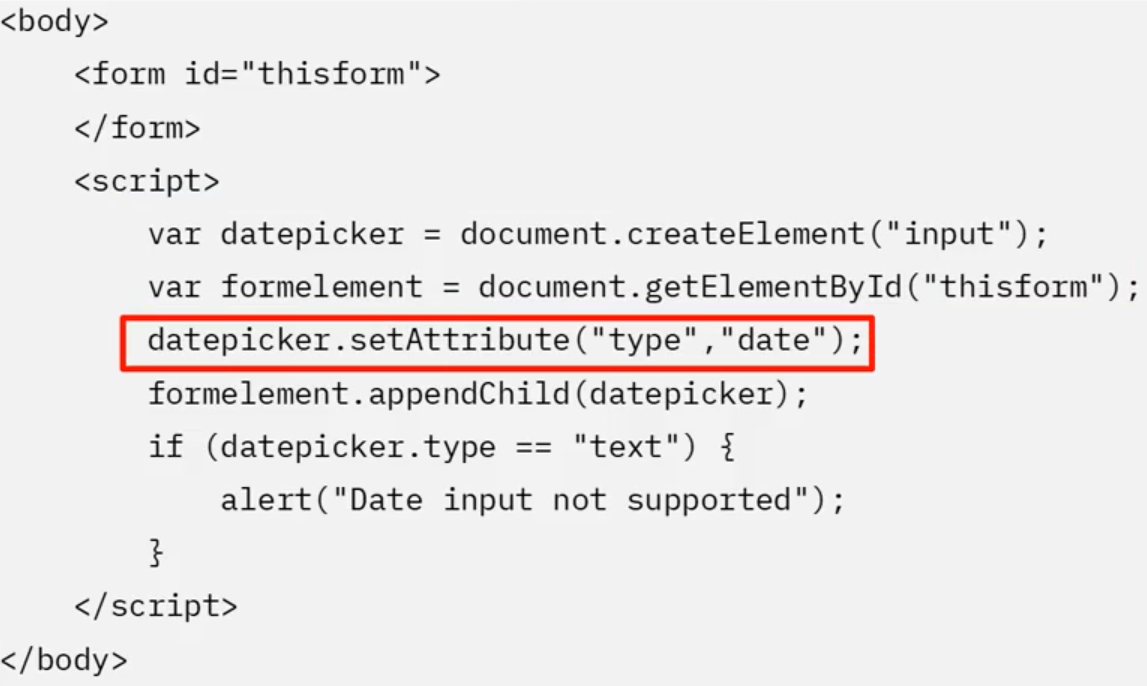 <body>
    <form id="thisform">
    </form>
    <script>
        var datepicker = document.createElement("input");
        var formelement = document.getElementById("thisform");
        datepicker.setAttribute("type","date");
        formelement.appendChild(datepicker);
        if (datepicker.type == "text") {
            alert("Date input not supported");
        }
    </script>
</body>